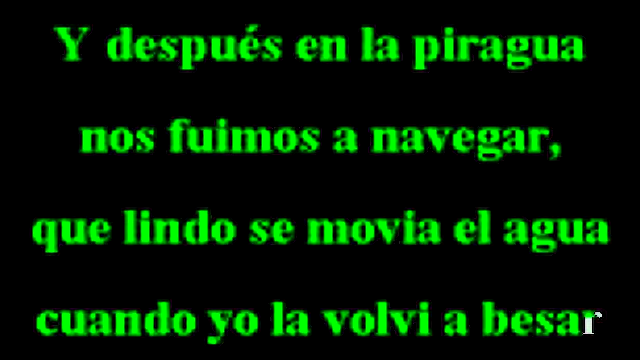 Y después en la piragua
nos fuimos a navegar,
que lindo se movia el agua
cuando yo la volvi a besar